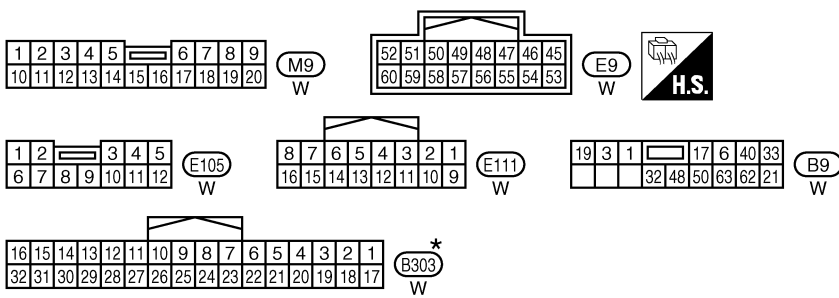 1 2 3 4 5 6 7 8 9
10 11 12 13 14 15 16 17 18 19 20
M9
W
52 51 50 49 48 47 46 45
60 59 58 57 56 55 54 53
E9
W
H.S.
1 2 3 4 5
6 7 8 9 10 11 12
E105
W
8 7 6 5 4 3 2 1
16 15 14 13 12 11 10 9
E111
W
19 3 1 17 6 40 33
32 48 50 63 62 21
B9
W
16 15 14 13 12 11 10 9 8 7 6 5 4 3 2 1
32 31 30 29 28 27 26 25 24 23 22 21 20 19 18 17
B303 *
W